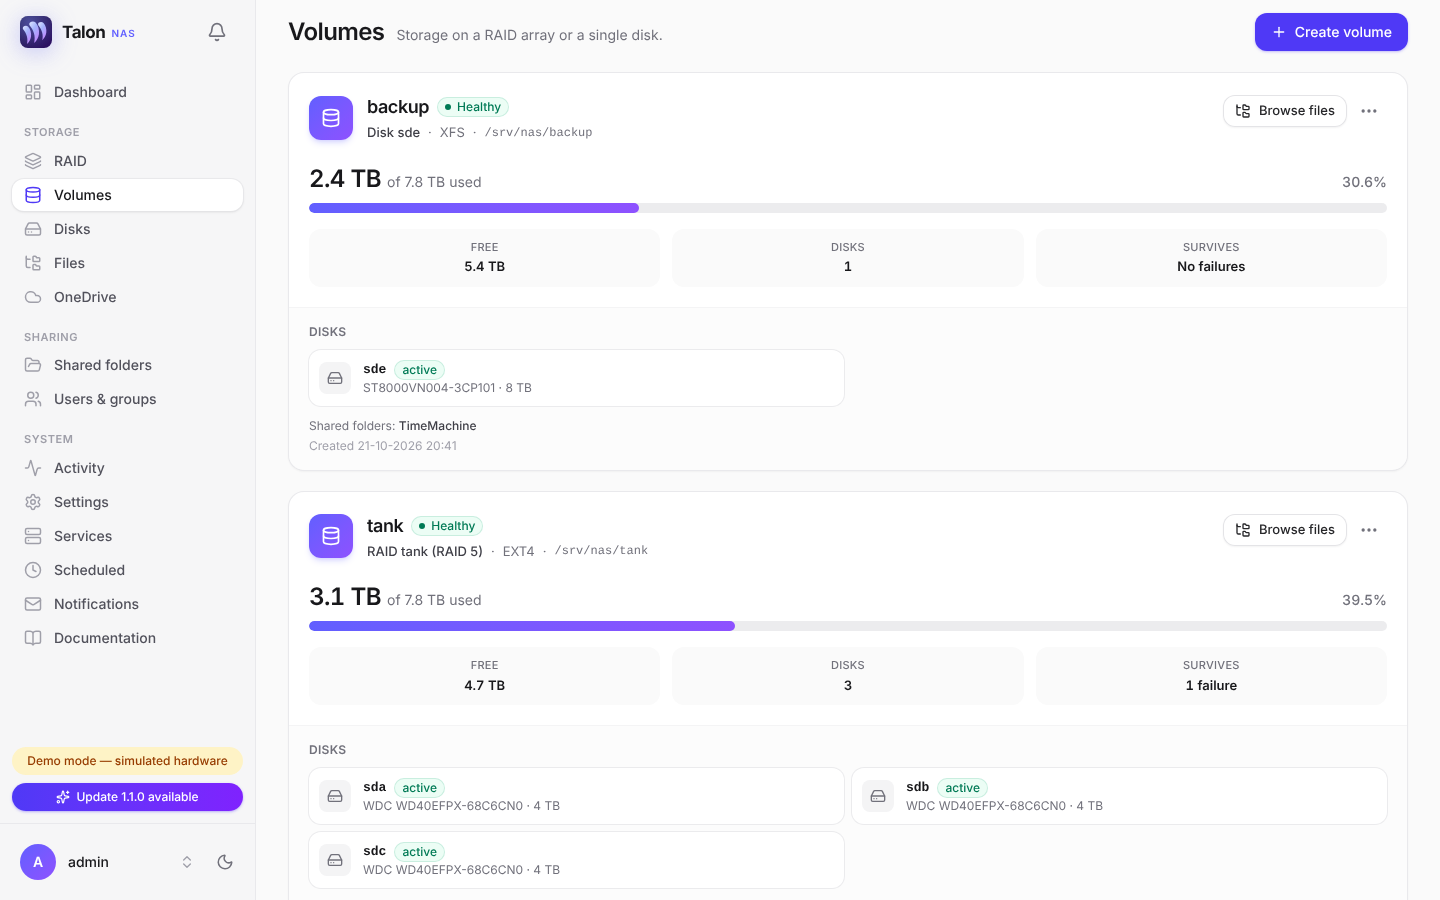 Talon NAS
Dashboard
STORAGE
RAID
Volumes
Disks
Files
OneDrive
SHARING
Shared folders
Users & groups
SYSTEM
Activity
Settings
Services
Scheduled
Notifications
Documentation
Demo mode — simulated hardware
Update 1.1.0 available
A admin
Volumes Storage on a RAID array or a single disk.
Create volume
backup Healthy
Disk sde · XFS · /srv/nas/backup
Browse files
2.4 TB of 7.8 TB used
30.6%
FREE
5.4 TB
DISKS
1
SURVIVES
No failures
DISKS
sde active
ST8000VN004-3CP101 · 8 TB
Shared folders: TimeMachine
Created 21-10-2026 20:41
tank Healthy
RAID tank (RAID 5) · EXT4 · /srv/nas/tank
Browse files
3.1 TB of 7.8 TB used
39.5%
FREE
4.7 TB
DISKS
3
SURVIVES
1 failure
DISKS
sda active
WDC WD40EFPX-68C6CN0 · 4 TB
sdb active
WDC WD40EFPX-68C6CN0 · 4 TB
sdc active
WDC WD40EFPX-68C6CN0 · 4 TB